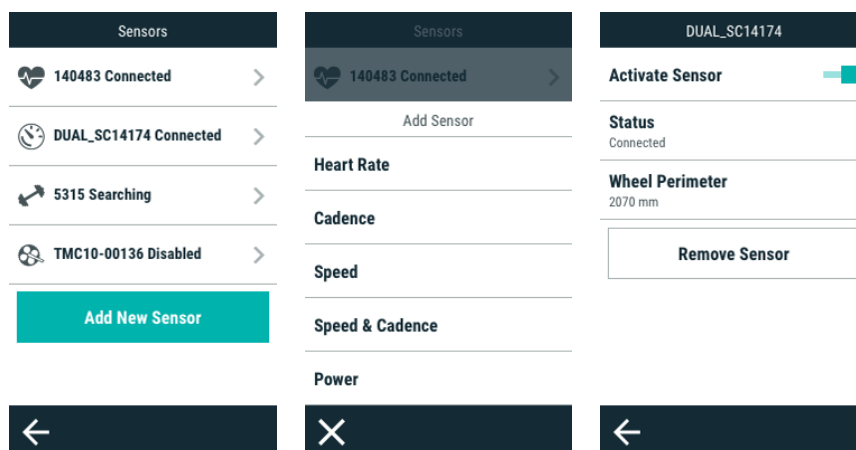 Sensors
140483 Connected
DUAL_SC14174 Connected
5315 Searching
TMC10-00136 Disabled
Add New Sensor
Sensors
140483 Connected
Add Sensor
Heart Rate
Cadence
Speed
Speed & Cadence
Power
DUAL_SC14174
Activate Sensor
Status
Connected
Wheel Perimeter
2070 mm
Remove Sensor